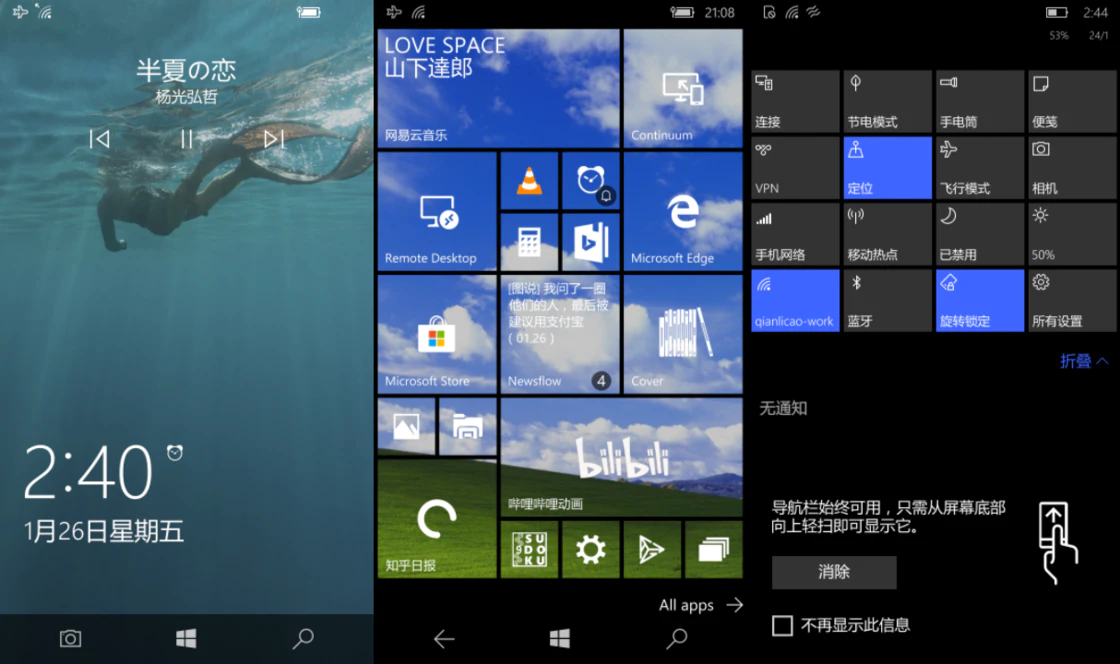 半夏の恋
杨光弘哲
2:40
1月26日星期五
21:08
LOVE SPACE
山下達郎
网易云音乐
Continuum
Remote Desktop
Microsoft Edge
[图说] 我问了一圈
他们的人，最后被
建议用支付宝
( 01.26 )
Microsoft Store
Newsflow
4
Cover
bilibili
哔哩哔哩动画
知乎日报
SU
DO
KU
All apps
2:44
53%
24/1
连接
节电模式
手电筒
便笺
VPN
定位
飞行模式
相机
手机网络
移动热点
已禁用
50%
qianlicao-work
蓝牙
旋转锁定
所有设置
折叠
无通知
导航栏始终可用，只需从屏幕底部
向上轻扫即可显示它。
消除
不再显示此信息